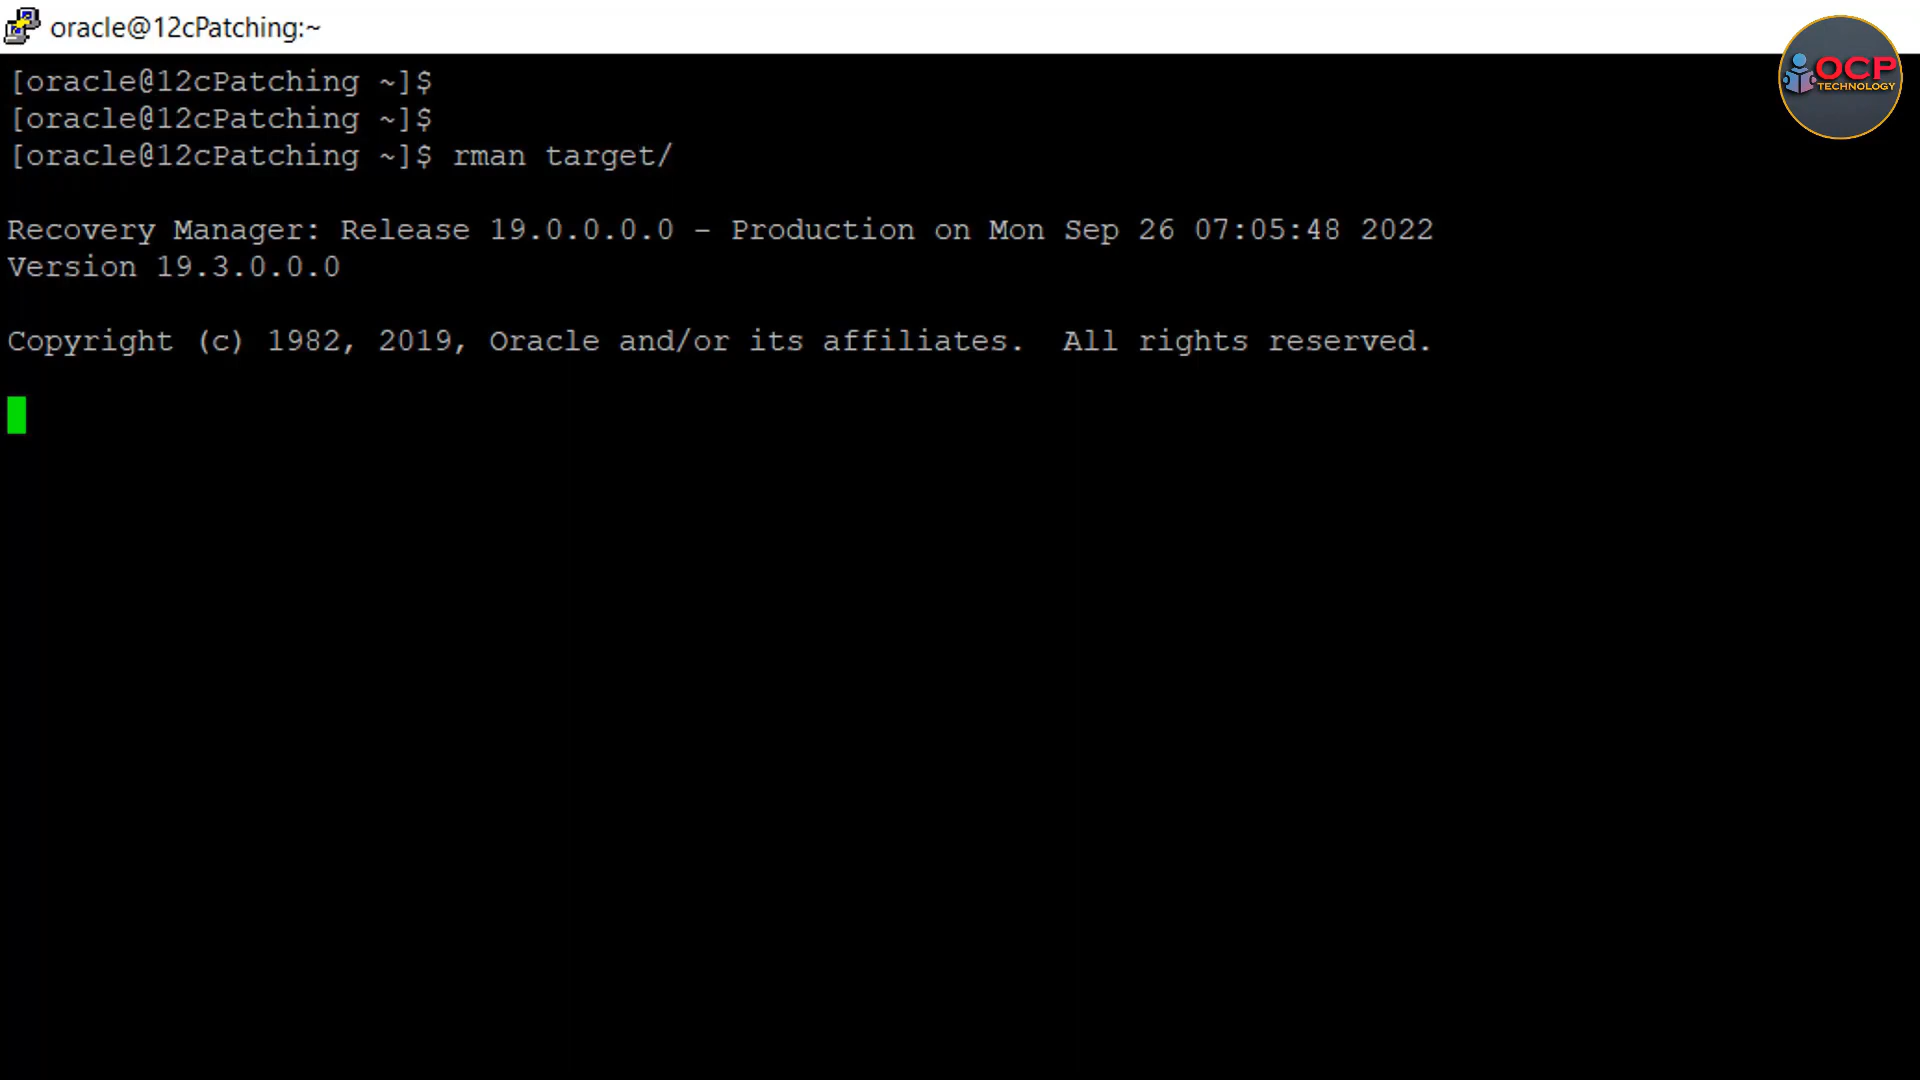 oracle@12cPatching:~
OCP
TECHNOLOGY
[oracle@12cPatching ~]$
[oracle@12cPatching ~]$
[oracle@12cPatching ~]$ rman target/
Recovery Manager: Release 19.0.0.0.0 - Production on Mon Sep 26 07:05:48 2022
Version 19.3.0.0.0
Copyright (c) 1982, 2019, Oracle and/or its affiliates.  All rights reserved.